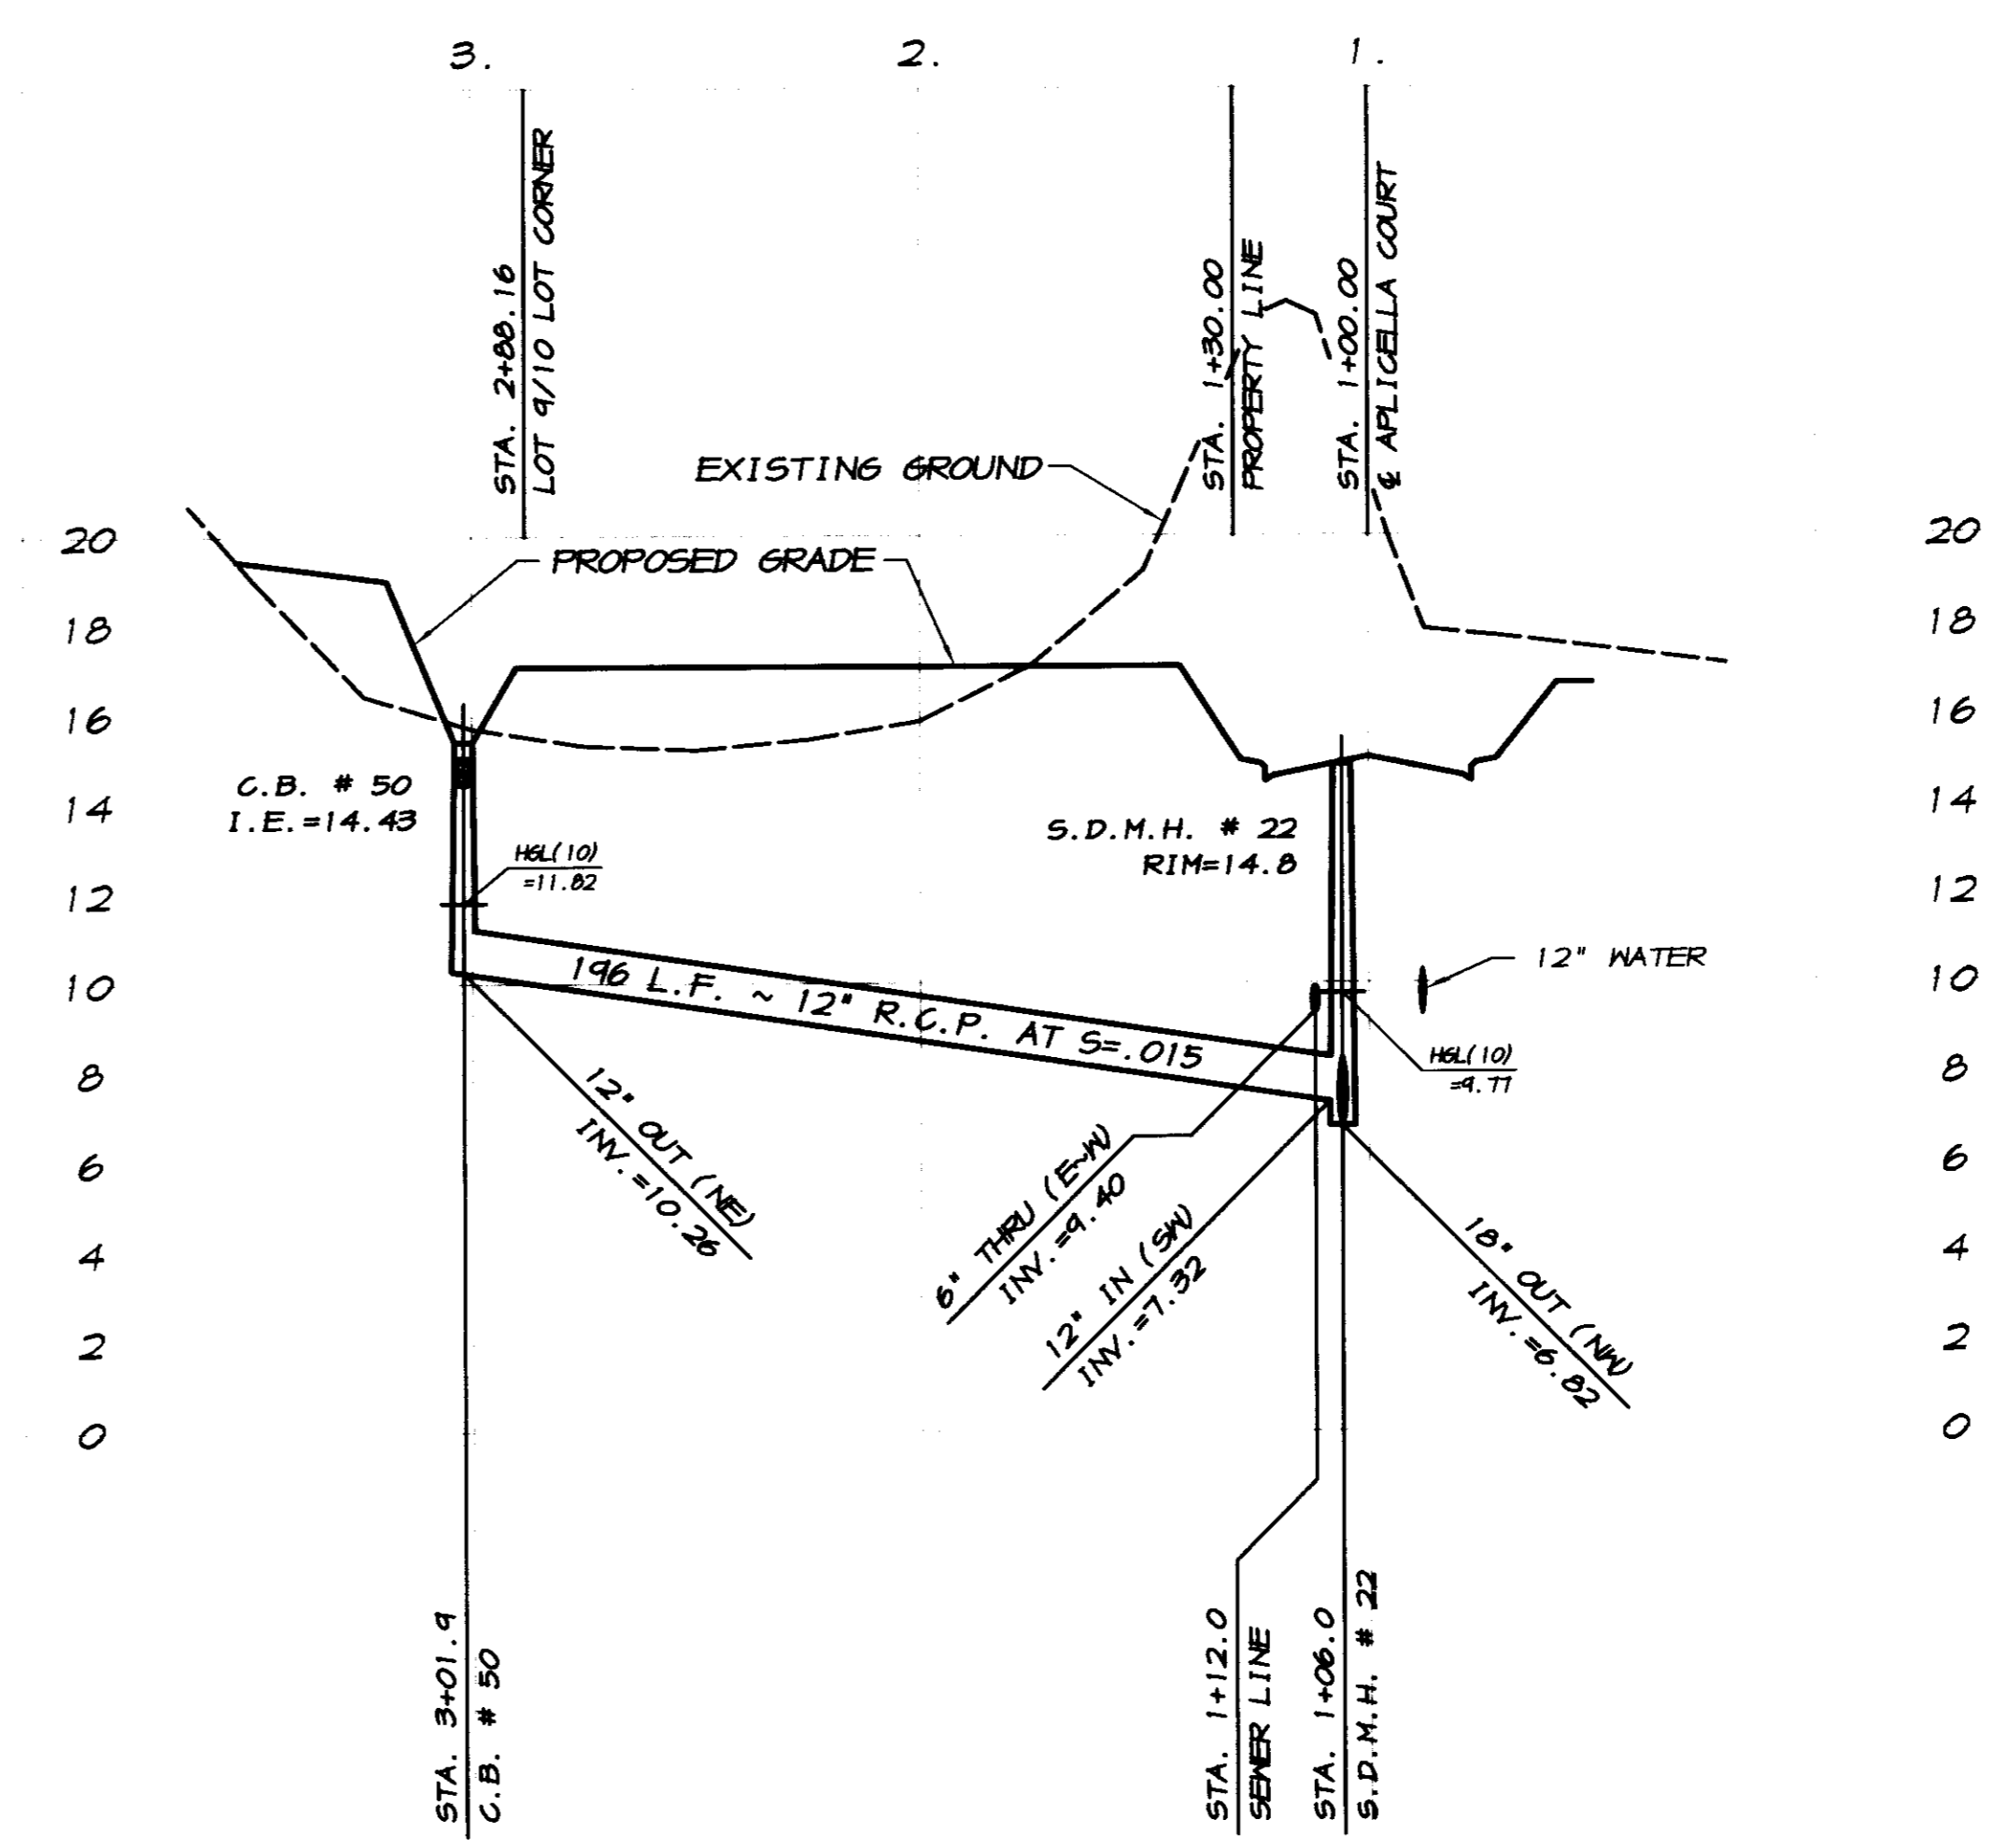 3.
2.
1.
STA. 2+88.16
LOT 9/10 LOT CORNER
STA. 1+30.00
PROPERTY LINE
STA. 1+00.00
℄ APLICELLA COURT
EXISTING GROUND
PROPOSED GRADE
20
18
16
14
12
10
8
6
4
2
0
20
18
16
14
12
10
8
6
4
2
0
C.B. # 50
I.E.=14.43
HGL(10)
=11.82
S.D.M.H. # 22
RIM=14.8
12" WATER
196 L.F. ~ 12" R.C.P. AT S=.015
HGL(10)
=9.77
12" OUT (NE)
INV.=10.26
6" THRU (E~W)
INV.=9.40
12" IN (SW)
INV.=7.32
18" OUT (NW)
INV.=6.82
STA. 3+01.9
C.B. # 50
STA. 1+12.0
SEWER LINE
STA. 1+06.0
S.D.M.H. # 22